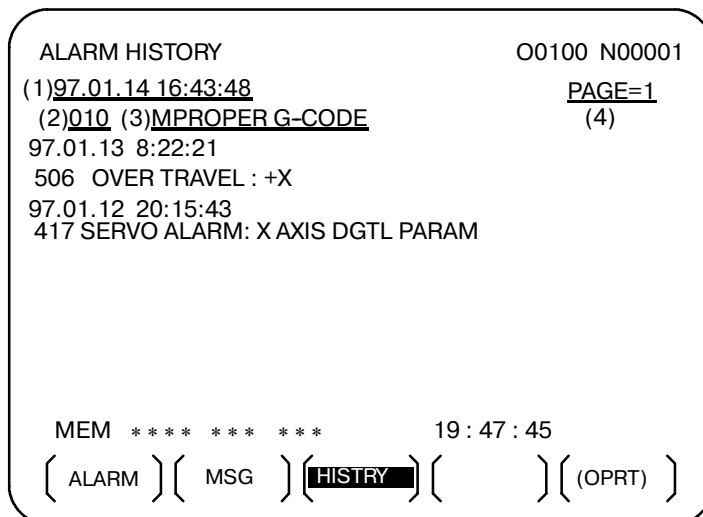 ALARM HISTORY O0100 N00001
(1)97.01.14 16:43:48 PAGE=1
(2)010 (3)MPROPER G-CODE (4)
97.01.13 8:22:21
506 OVER TRAVEL : +X
97.01.12 20:15:43
417 SERVO ALARM: X AXIS DGTL PARAM
MEM **** *** *** 19 : 47 : 45
ALARM MSG HISTRY (OPRT)